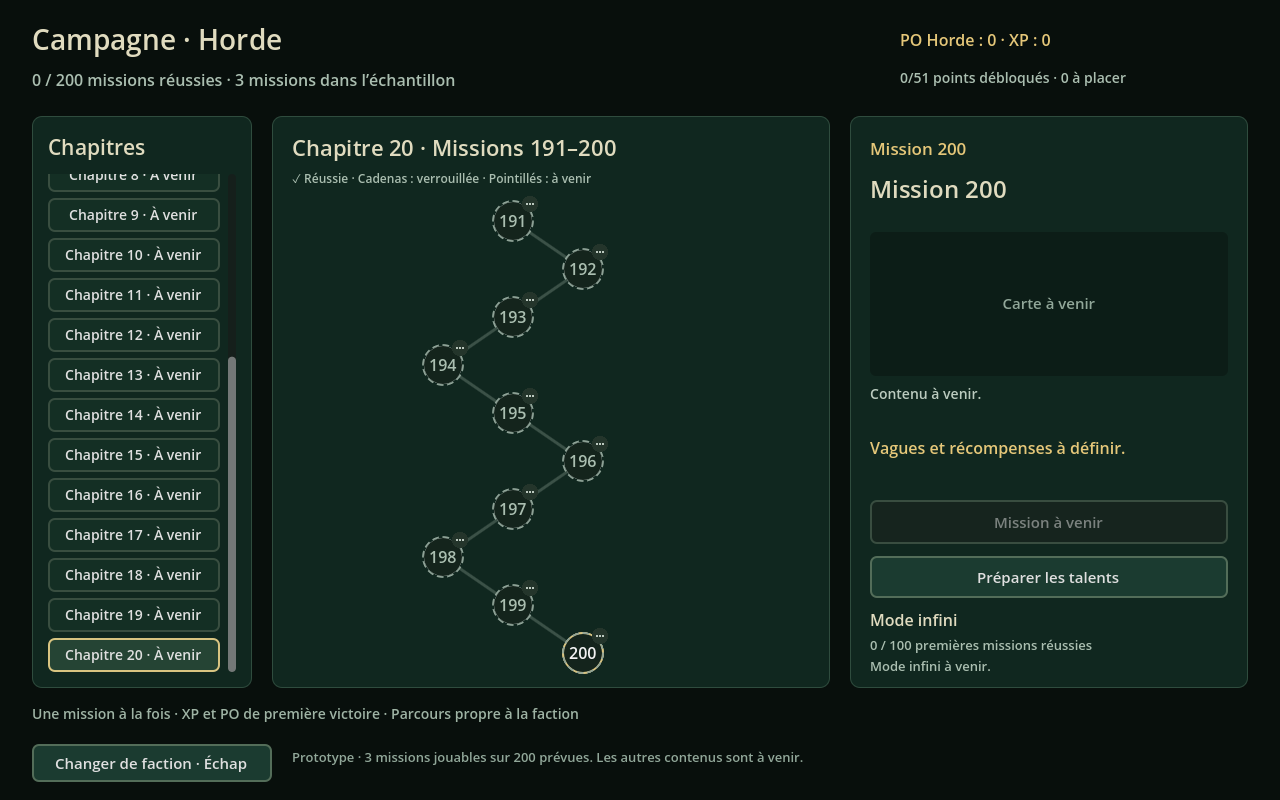 Campagne · Horde
PO Horde : 0 · XP : 0
0 / 200 missions réussies · 3 missions dans l’échantillon
0/51 points débloqués · 0 à placer
Chapitres
Chapitre 8 · À venir
Chapitre 9 · À venir
Chapitre 10 · À venir
Chapitre 11 · À venir
Chapitre 12 · À venir
Chapitre 13 · À venir
Chapitre 14 · À venir
Chapitre 15 · À venir
Chapitre 16 · À venir
Chapitre 17 · À venir
Chapitre 18 · À venir
Chapitre 19 · À venir
Chapitre 20 · À venir
Chapitre 20 · Missions 191–200
✓ Réussie · Cadenas : verrouillée · Pointillés : à venir
191
192
193
194
195
196
197
198
199
200
Mission 200
Mission 200
Carte à venir
Contenu à venir.
Vagues et récompenses à définir.
Mission à venir
Préparer les talents
Mode infini
0 / 100 premières missions réussies
Mode infini à venir.
Une mission à la fois · XP et PO de première victoire · Parcours propre à la faction
Changer de faction · Échap
Prototype · 3 missions jouables sur 200 prévues. Les autres contenus sont à venir.